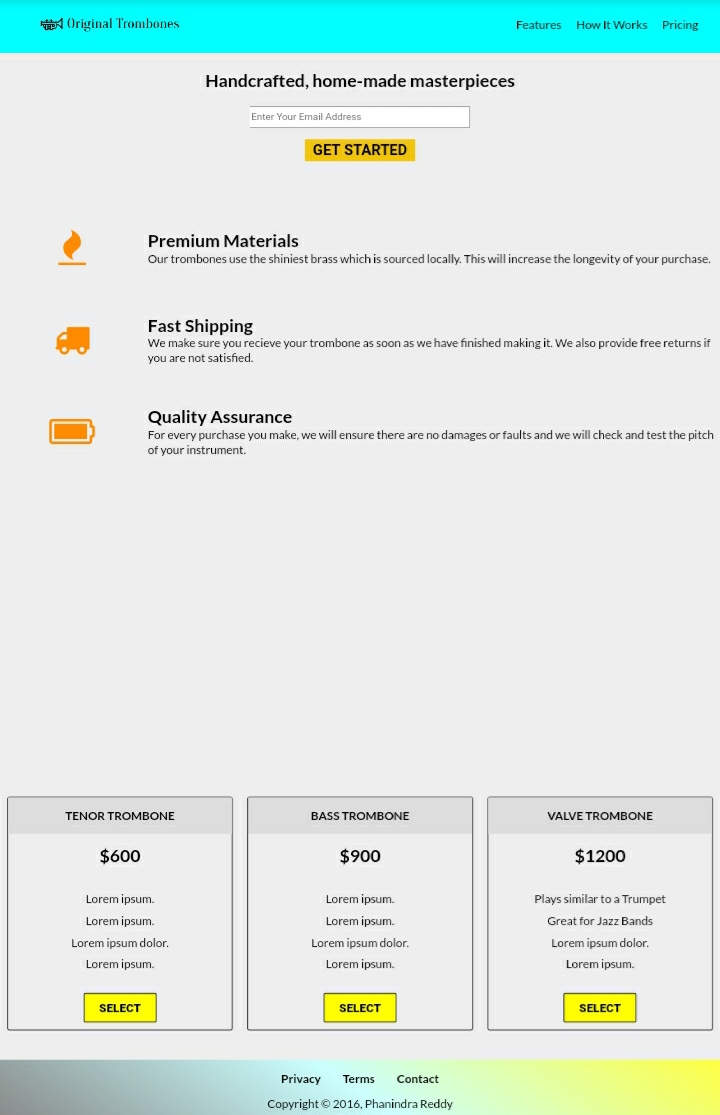 Original Trombones
Features How It Works Pricing
Handcrafted, home-made masterpieces
Enter Your Email Address
GET STARTED
Premium Materials
Our trombones use the shiniest brass which is sourced locally. This will increase the longevity of your purchase.
Fast Shipping
We make sure you recieve your trombone as soon as we have finished making it. We also provide free returns if
you are not satisfied.
Quality Assurance
For every purchase you make, we will ensure there are no damages or faults and we will check and test the pitch
of your instrument.
TENOR TROMBONE
$600
Lorem ipsum.
Lorem ipsum.
Lorem ipsum dolor.
Lorem ipsum.
SELECT
BASS TROMBONE
$900
Lorem ipsum.
Lorem ipsum.
Lorem ipsum dolor.
Lorem ipsum.
SELECT
VALVE TROMBONE
$1200
Plays similar to a Trumpet
Great for Jazz Bands
Lorem ipsum dolor.
Lorem ipsum.
SELECT
Privacy Terms Contact
Copyright © 2016, Phanindra Reddy